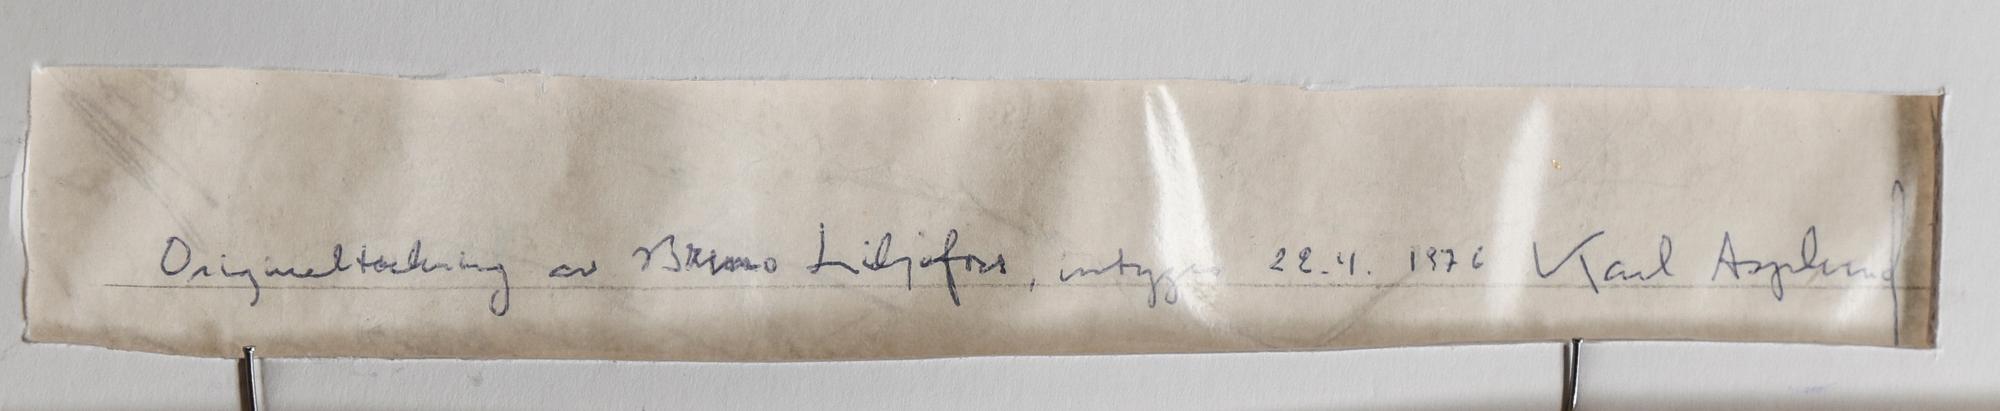 Originalteckning av Bruno Liljefors, intygas 22.4. 1976 Karl Asplund